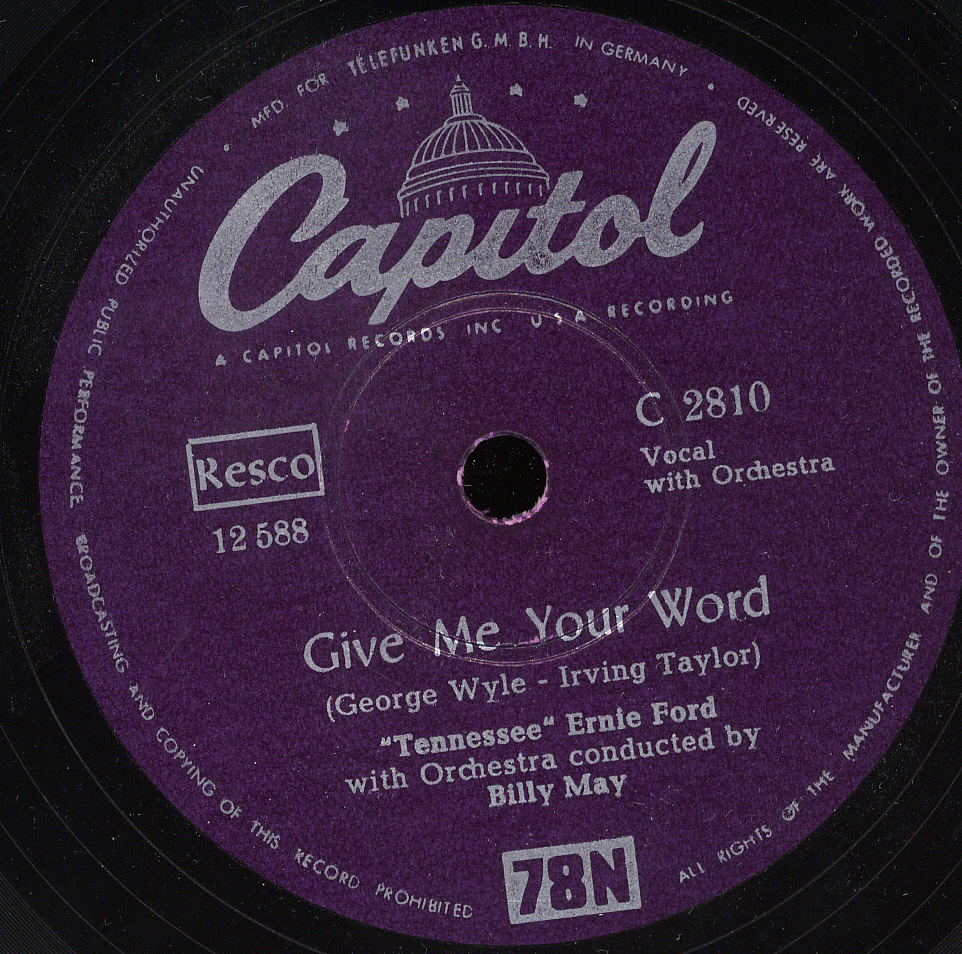 MFD. FOR TELEFUNKEN G.M.B.H. IN GERMANY
Capitol
A CAPITOL RECORDS INC U.S.A. RECORDING
Resco
12 588
C 2810
Vocal
with Orchestra
Give Me Your Word
(George Wyle - Irving Taylor)
"Tennessee" Ernie Ford
with Orchestra conducted by
Billy May
78N
ALL RIGHTS OF THE MANUFACTURER AND OF THE OWNER OF THE RECORDED WORK ARE RESERVED
UNAUTHORIZED PUBLIC PERFORMANCE BROADCASTING AND COPYING OF THIS RECORD PROHIBITED